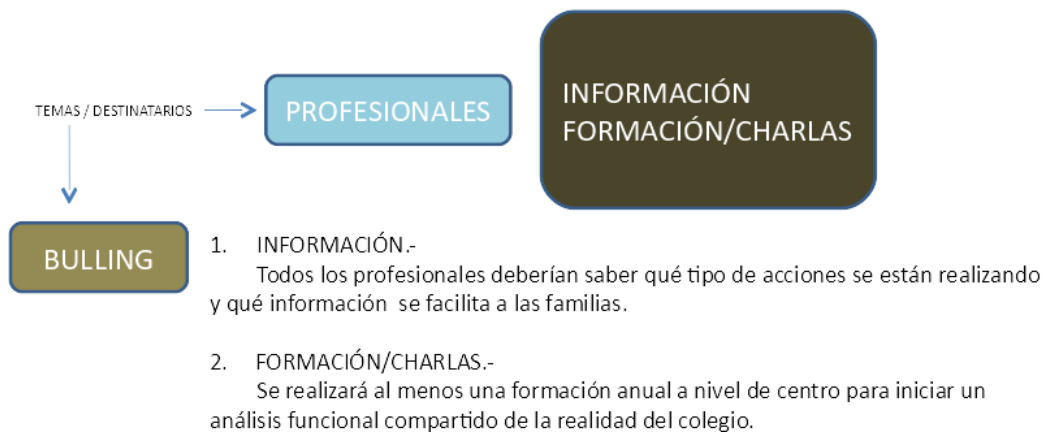 INFORMACIÓN
FORMACIÓN/CHARLAS
TEMAS / DESTINATARIOS
PROFESIONALES
BULLING
1. INFORMACIÓN.-
Todos los profesionales deberían saber qué tipo de acciones se están realizando
y qué información se facilita a las familias.
2. FORMACIÓN/CHARLAS.-
Se realizará al menos una formación anual a nivel de centro para iniciar un
análisis funcional compartido de la realidad del colegio.